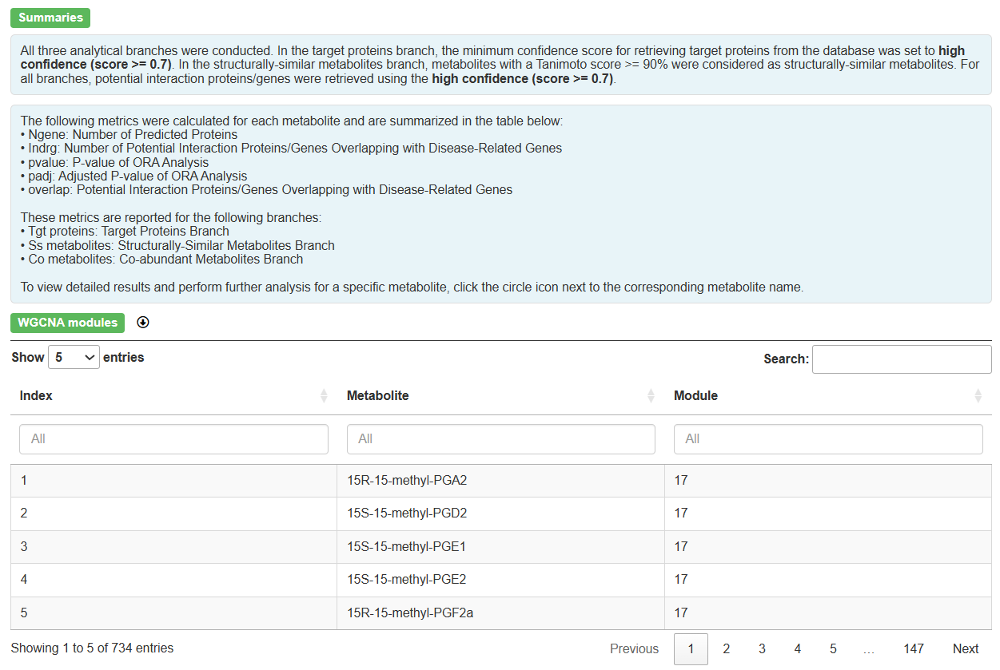 Summaries
All three analytical branches were conducted. In the target proteins branch, the minimum confidence score for retrieving target proteins from the database was set to high
confidence (score >= 0.7). In the structurally-similar metabolites branch, metabolites with a Tanimoto score >= 90% were considered as structurally-similar metabolites. For
all branches, potential interaction proteins/genes were retrieved using the high confidence (score >= 0.7).
The following metrics were calculated for each metabolite and are summarized in the table below:
• Ngene: Number of Predicted Proteins
• Indrg: Number of Potential Interaction Proteins/Genes Overlapping with Disease-Related Genes
• pvalue: P-value of ORA Analysis
• padj: Adjusted P-value of ORA Analysis
• overlap: Potential Interaction Proteins/Genes Overlapping with Disease-Related Genes
These metrics are reported for the following branches:
• Tgt proteins: Target Proteins Branch
• Ss metabolites: Structurally-Similar Metabolites Branch
• Co metabolites: Co-abundant Metabolites Branch
To view detailed results and perform further analysis for a specific metabolite, click the circle icon next to the corresponding metabolite name.
WGCNA modules
Show 5 entries Search:
Index Metabolite Module
All All All
1 15R-15-methyl-PGA2 17
2 15S-15-methyl-PGD2 17
3 15S-15-methyl-PGE1 17
4 15S-15-methyl-PGE2 17
5 15R-15-methyl-PGF2a 17
Showing 1 to 5 of 734 entries Previous 1 2 3 4 5 … 147 Next